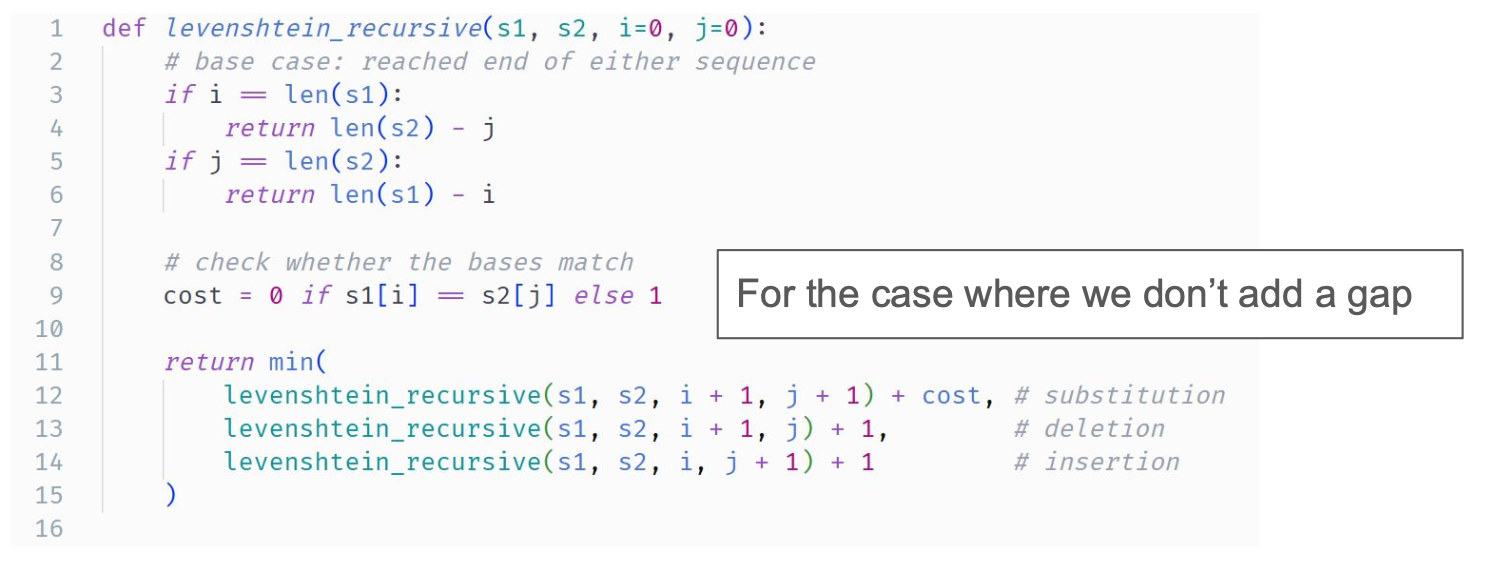 1 def levenshtein_recursive(s1, s2, i=0, j=0):
2 # base case: reached end of either sequence
3 if i == len(s1):
4 return len(s2) - j
5 if j == len(s2):
6 return len(s1) - i
7
8 # check whether the bases match
9 cost = 0 if s1[i] == s2[j] else 1
For the case where we don’t add a gap
10
11 return min(
12 levenshtein_recursive(s1, s2, i + 1, j + 1) + cost, # substitution
13 levenshtein_recursive(s1, s2, i + 1, j) + 1, # deletion
14 levenshtein_recursive(s1, s2, i, j + 1) + 1 # insertion
15 )
16